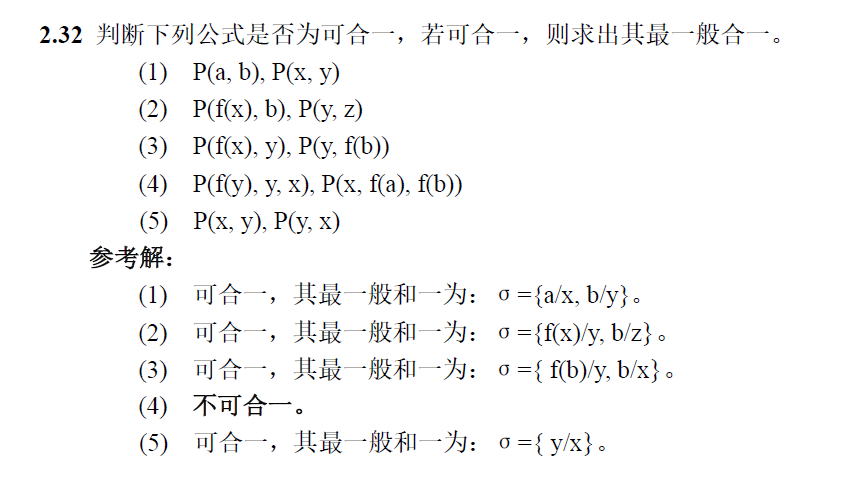 2.32 判断下列公式是否为可合一，若可合一，则求出其最一般合一。
(1) P(a, b), P(x, y)
(2) P(f(x), b), P(y, z)
(3) P(f(x), y), P(y, f(b))
(4) P(f(y), y, x), P(x, f(a), f(b))
(5) P(x, y), P(y, x)
参考解：
(1) 可合一，其最一般和一为：σ={a/x, b/y}。
(2) 可合一，其最一般和一为：σ={f(x)/y, b/z}。
(3) 可合一，其最一般和一为：σ={ f(b)/y, b/x}。
(4) 不可合一。
(5) 可合一，其最一般和一为：σ={ y/x}。